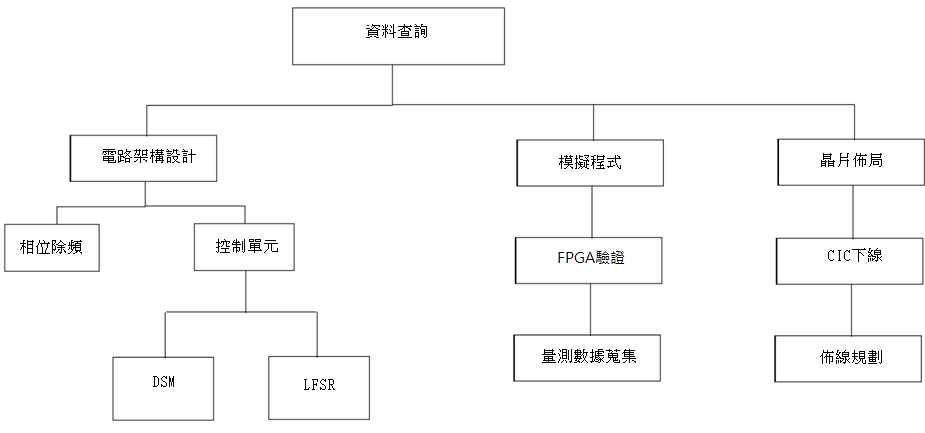 資料查詢
電路架構設計
模擬程式
晶片佈局
相位除頻
控制單元
FPGA驗證
CIC下線
DSM
LFSR
量測數據蒐集
佈線規劃